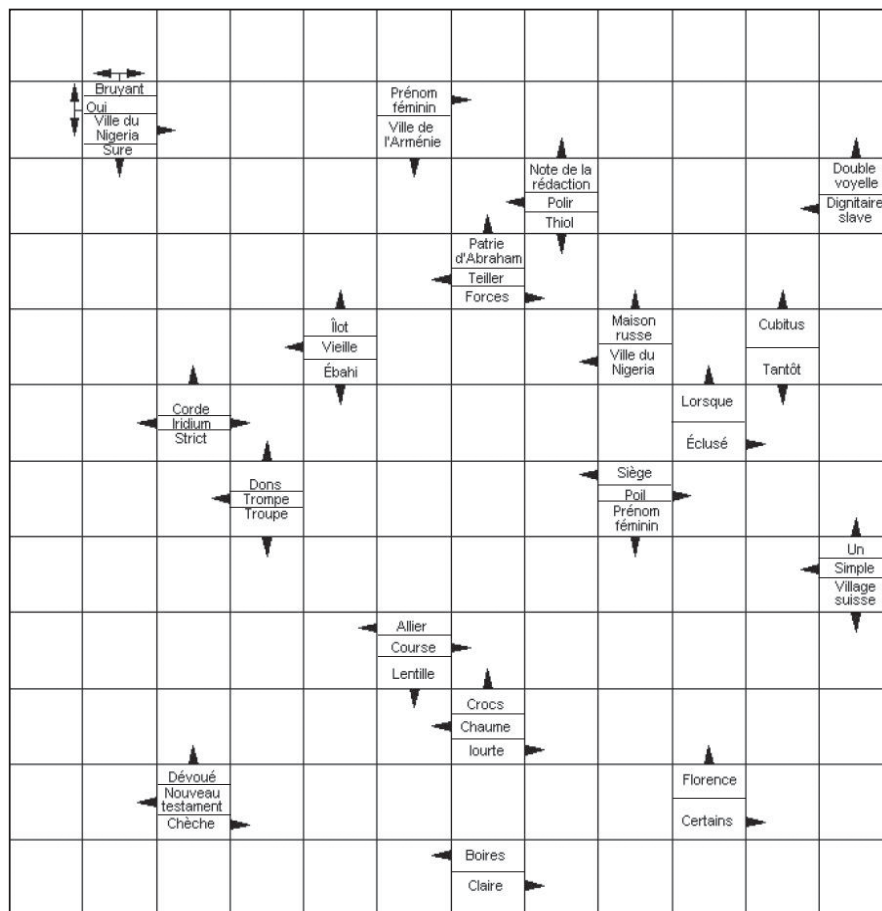 Bruyant
Oui
Ville du
Nigeria
Sure
Prénom
féminin
Ville de
l'Arménie
Note de la
rédaction
Polir
Thiol
Double
voyelle
Dignitaire
slave
Patrie
d'Abraham
Teiller
Forces
Îlot
Vieille
Ébahi
Maison
russe
Ville du
Nigeria
Cubitus
Tantôt
Corde
Iridium
Strict
Lorsque
Éclusé
Dons
Trompe
Troupe
Siège
Poil
Prénom
féminin
Un
Simple
Village
suisse
Allier
Course
Lentille
Crocs
Chaume
Iourte
Dévoué
Nouveau
testament
Chèche
Florence
Certains
Boires
Claire